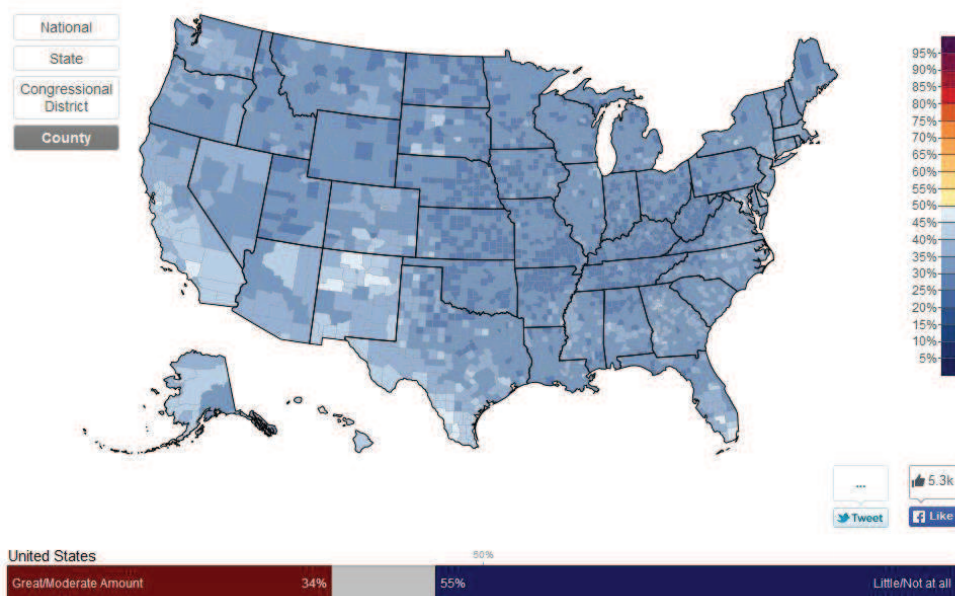 National
State
Congressional
District
County
95%
90%
85%
80%
75%
70%
65%
60%
55%
50%
45%
40%
35%
30%
25%
20%
15%
10%
5%
...
5.3k
Tweet
Like
United States
50%
Great/Moderate Amount 34% 55% Little/Not at all